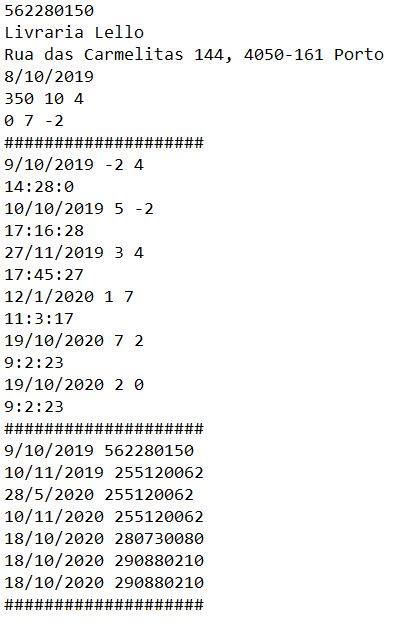 562280150
Livraria Lello
Rua das Carmelitas 144, 4050-161 Porto
8/10/2019
350 10 4
0 7 -2
####################
9/10/2019 -2 4
14:28:0
10/10/2019 5 -2
17:16:28
27/11/2019 3 4
17:45:27
12/1/2020 1 7
11:3:17
19/10/2020 7 2
9:2:23
19/10/2020 2 0
9:2:23
####################
9/10/2019 562280150
10/11/2019 255120062
28/5/2020 255120062
10/11/2020 255120062
18/10/2020 280730080
18/10/2020 290880210
18/10/2020 290880210
####################